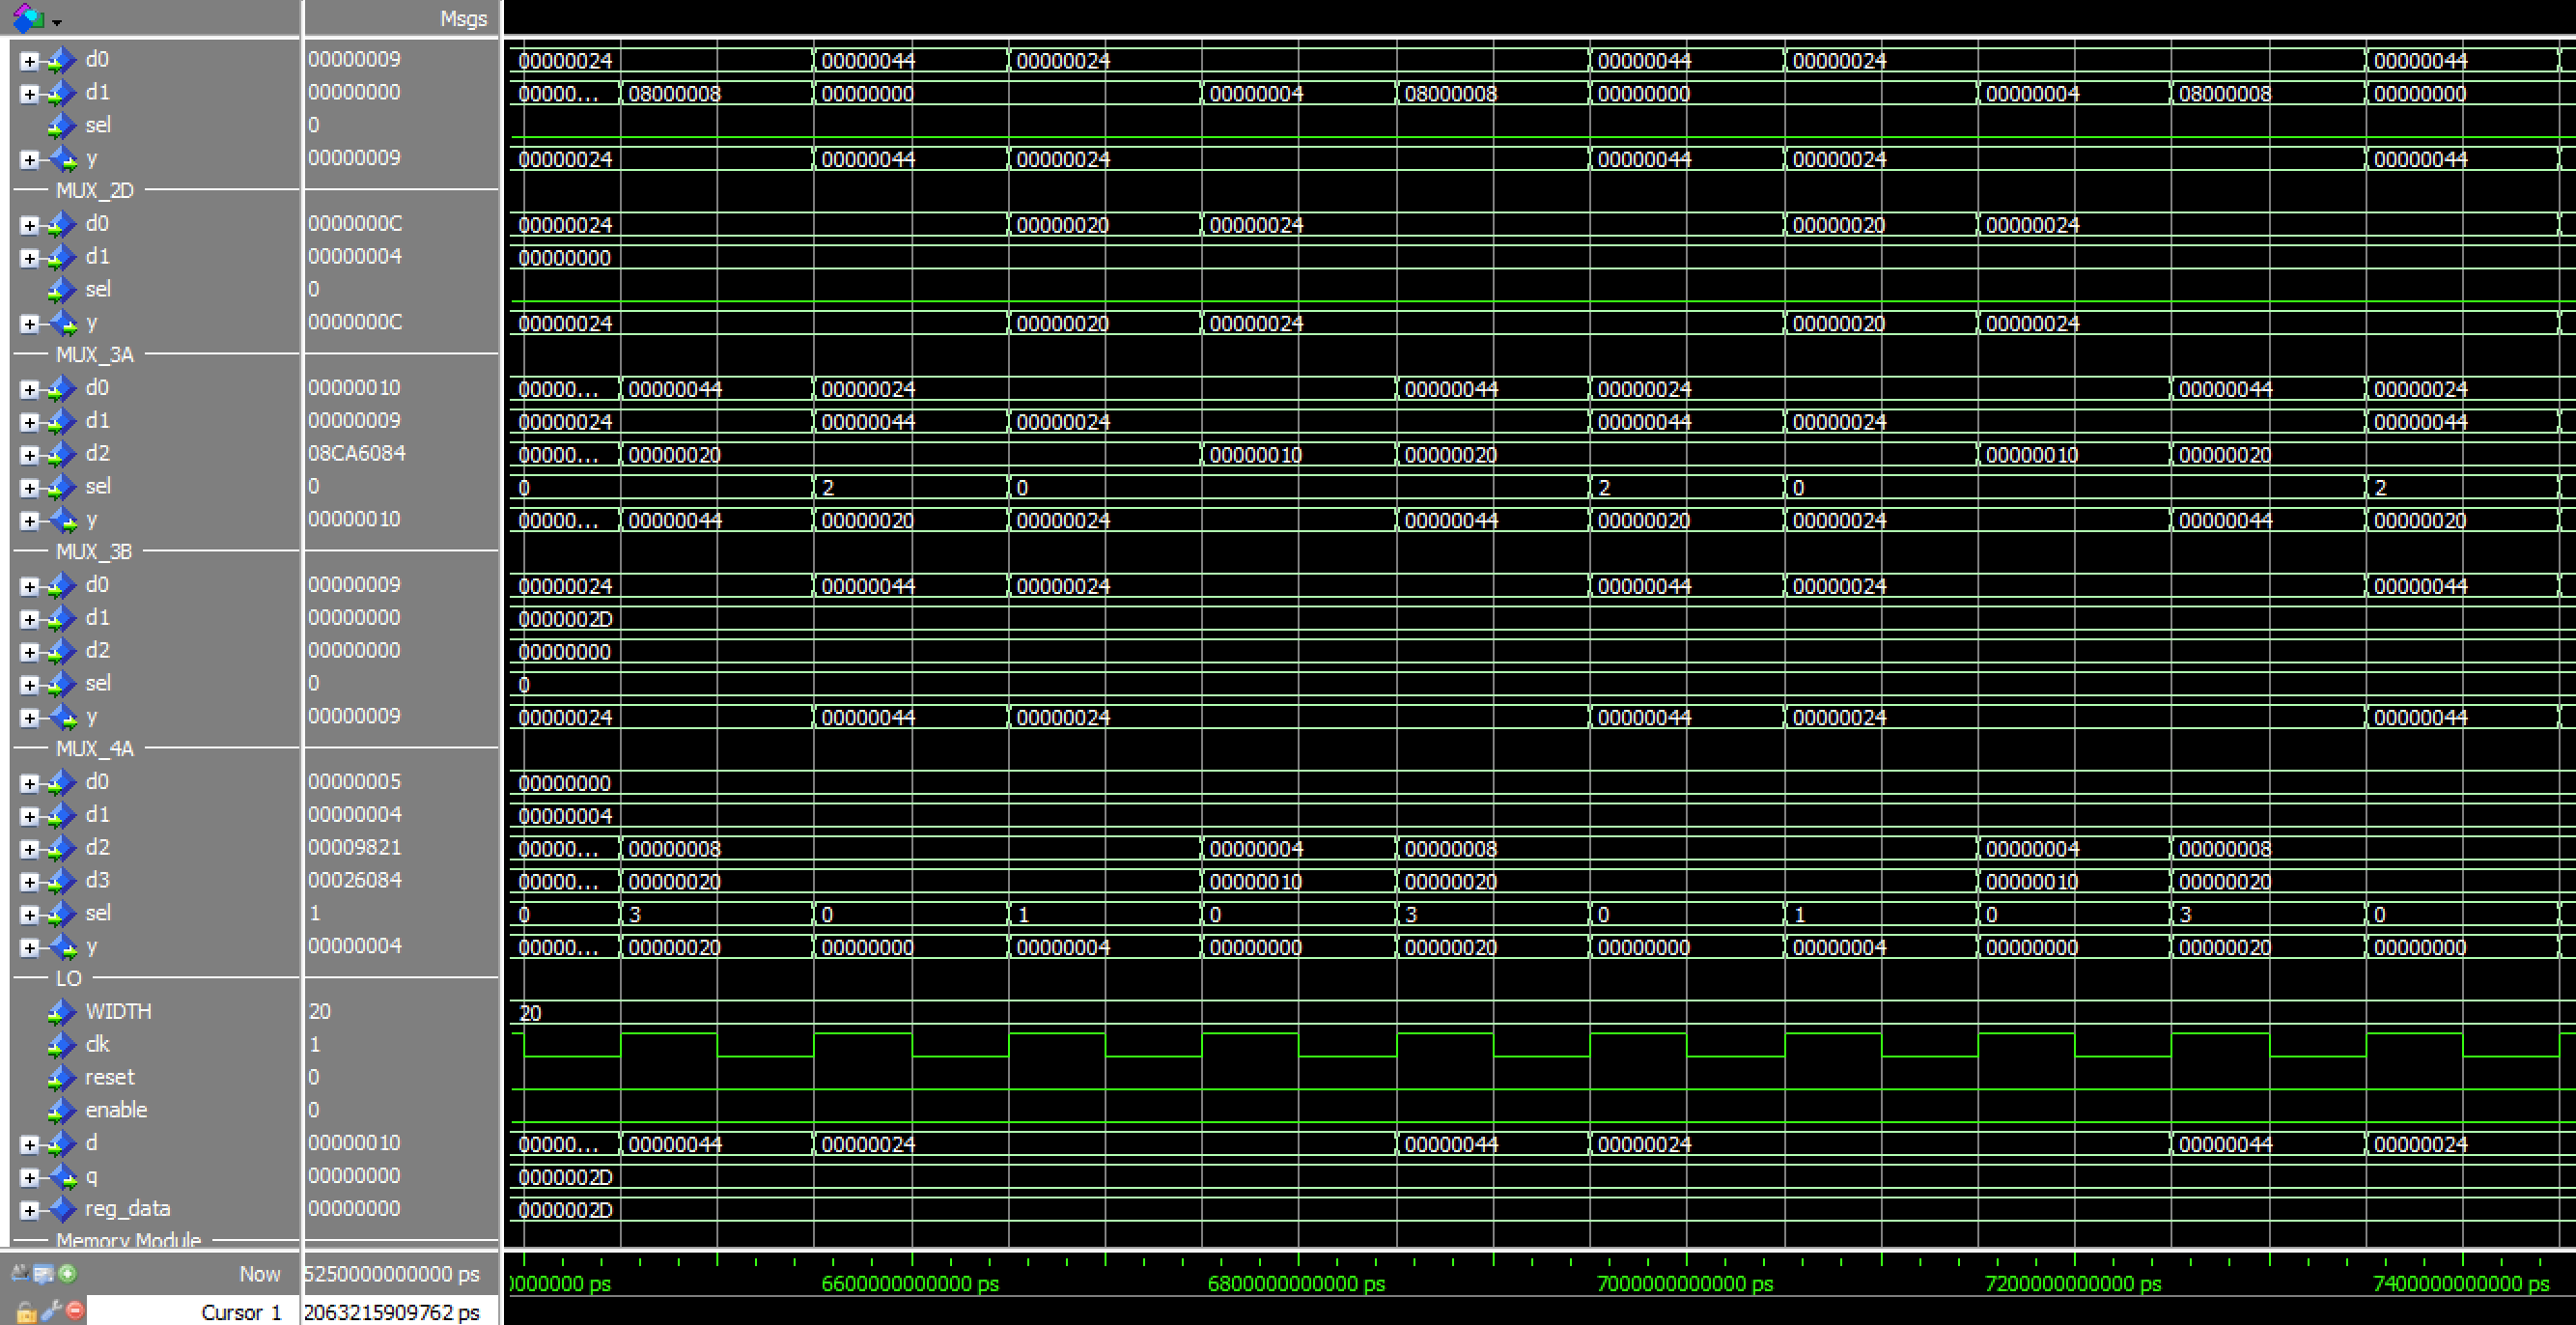 Msgs
d0 00000009 00000024 00000044 00000024 00000044 00000024 00000044
d1 00000000 00000... 08000008 00000000 00000004 08000008 00000000 00000004 08000008 00000000
sel 0
y 00000009 00000024 00000044 00000024 00000044 00000024 00000044
MUX_2D
d0 0000000C 00000024 00000020 00000024 00000020 00000024
d1 00000004 00000000
sel 0
y 0000000C 00000024 00000020 00000024 00000020 00000024
MUX_3A
d0 00000010 00000... 00000044 00000024 00000044 00000024 00000044 00000024
d1 00000009 00000024 00000044 00000024 00000044 00000024 00000044
d2 08CA6084 00000... 00000020 00000010 00000020 00000010 00000020
sel 0 0 2 0 2 0 2
y 00000010 00000... 00000044 00000020 00000024 00000044 00000020 00000024 00000044 00000020
MUX_3B
d0 00000009 00000024 00000044 00000024 00000044 00000024 00000044
d1 00000000 0000002D
d2 00000000 00000000
sel 0 0
y 00000009 00000024 00000044 00000024 00000044 00000024 00000044
MUX_4A
d0 00000005 00000000
d1 00000004 00000004
d2 00009821 00000... 00000008 00000004 00000008 00000004 00000008
d3 00026084 00000... 00000020 00000010 00000020 00000010 00000020
sel 1 0 3 0 1 0 3 0 1 0 3 0
y 00000004 00000... 00000020 00000000 00000004 00000000 00000020 00000000 00000004 00000000 00000020 00000000
LO
WIDTH 20 20
clk 1
reset 0
enable 0
d 00000010 00000... 00000044 00000024 00000044 00000024 00000044 00000024
q 00000000 0000002D
reg_data 00000000 0000002D
Memory Module
Now 5250000000000 ps 0000000 ps 6600000000000 ps 6800000000000 ps 7000000000000 ps 7200000000000 ps 7400000000000 ps
Cursor 1 2063215909762 ps